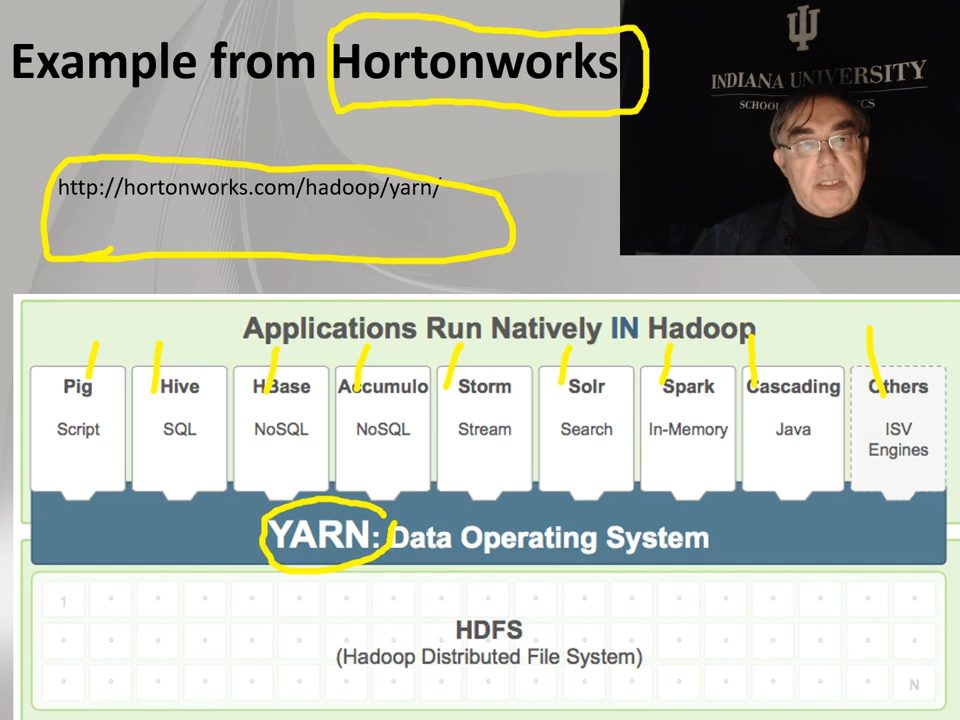 Example from Hortonworks
INDIANA UNIVERSITY
http://hortonworks.com/hadoop/yarn/
Applications Run Natively IN Hadoop
Pig Hive HBase Accumulo Storm Solr Spark Cascading Others
Script SQL NoSQL NoSQL Stream Search In-Memory Java ISV
Engines
YARN: Data Operating System
1
HDFS
(Hadoop Distributed File System)
N